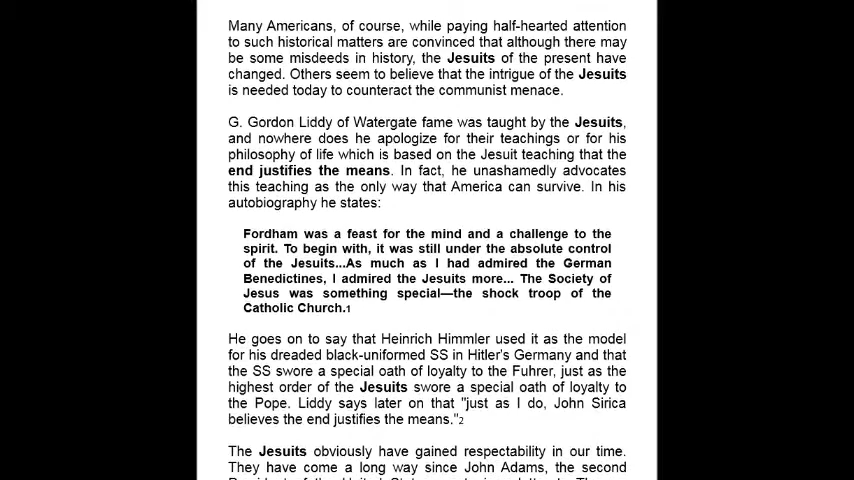 Many Americans, of course, while paying half-hearted attention
to such historical matters are convinced that although there may
be some misdeeds in history, the Jesuits of the present have
changed. Others seem to believe that the intrigue of the Jesuits
is needed today to counteract the communist menace.
G. Gordon Liddy of Watergate fame was taught by the Jesuits,
and nowhere does he apologize for their teachings or for his
philosophy of life which is based on the Jesuit teaching that the
end justifies the means. In fact, he unashamedly advocates
this teaching as the only way that America can survive. In his
autobiography he states:
Fordham was a feast for the mind and a challenge to the
spirit. To begin with, it was still under the absolute control
of the Jesuits...As much as I had admired the German
Benedictines, I admired the Jesuits more... The Society of
Jesus was something special—the shock troop of the
Catholic Church.1
He goes on to say that Heinrich Himmler used it as the model
for his dreaded black-uniformed SS in Hitler's Germany and that
the SS swore a special oath of loyalty to the Fuhrer, just as the
highest order of the Jesuits swore a special oath of loyalty to
the Pope. Liddy says later on that "just as I do, John Sirica
believes the end justifies the means."2
The Jesuits obviously have gained respectability in our time.
They have come a long way since John Adams, the second